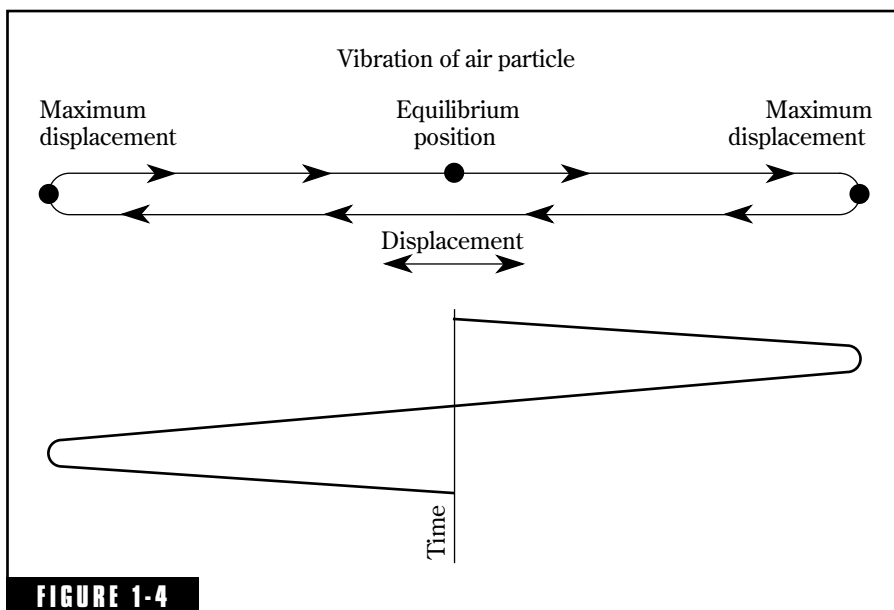 Vibration of air particle
Maximum
displacement
Equilibrium
position
Maximum
displacement
Displacement
Time
FIGURE 1-4